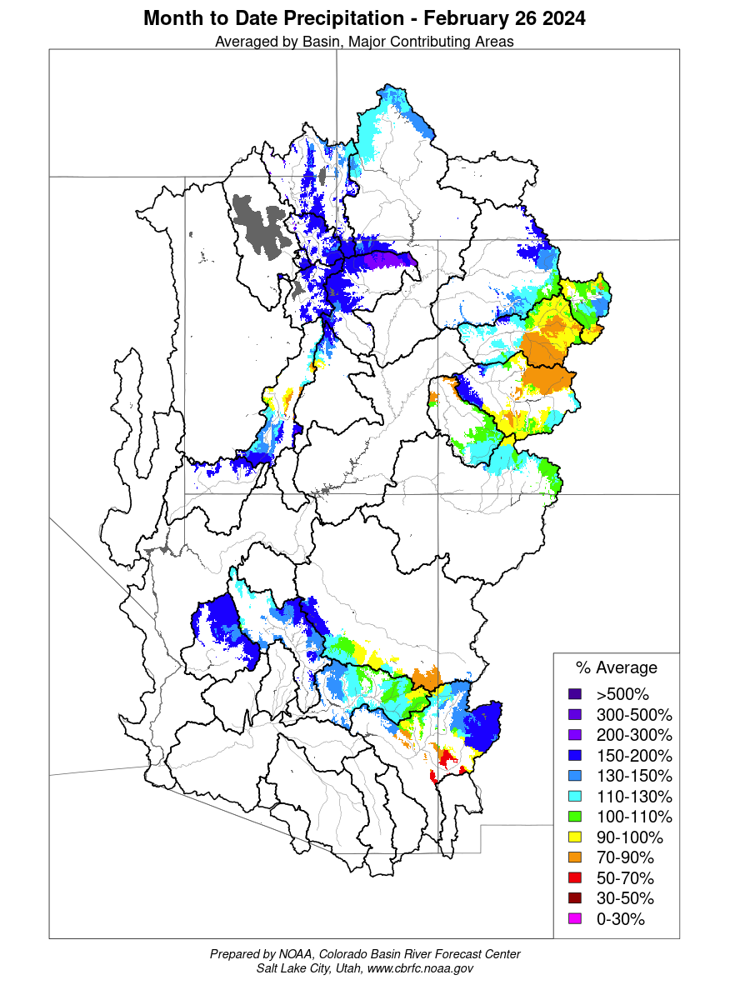 Month to Date Precipitation - February 26 2024
Averaged by Basin, Major Contributing Areas
% Average
>500%
300-500%
200-300%
150-200%
130-150%
110-130%
100-110%
90-100%
70-90%
50-70%
30-50%
0-30%
Prepared by NOAA, Colorado Basin River Forecast Center
Salt Lake City, Utah, www.cbrfc.noaa.gov